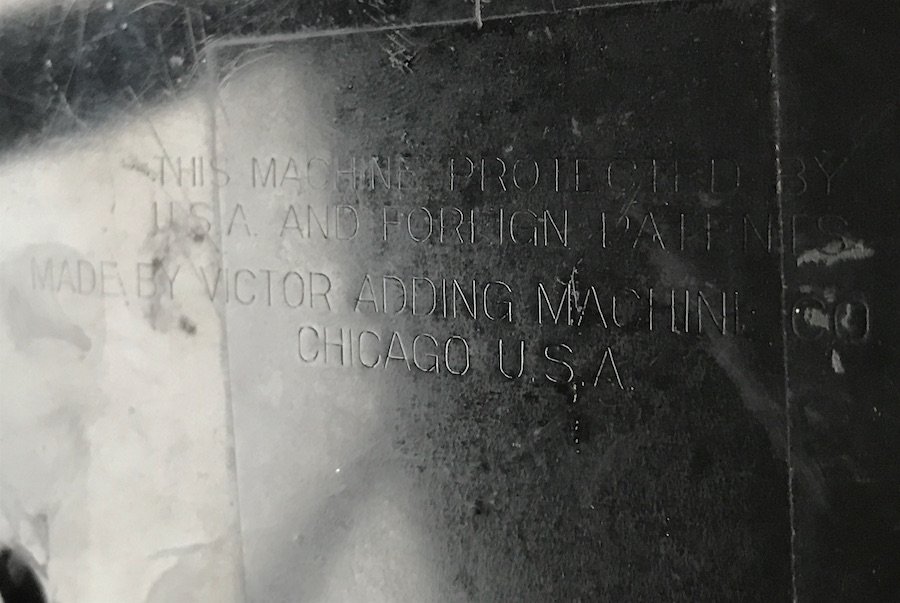 THIS MACHINE PROTECTED BY
U.S.A. AND FOREIGN PATENTS
MADE BY VICTOR ADDING MACHINE CO
CHICAGO U.S.A.